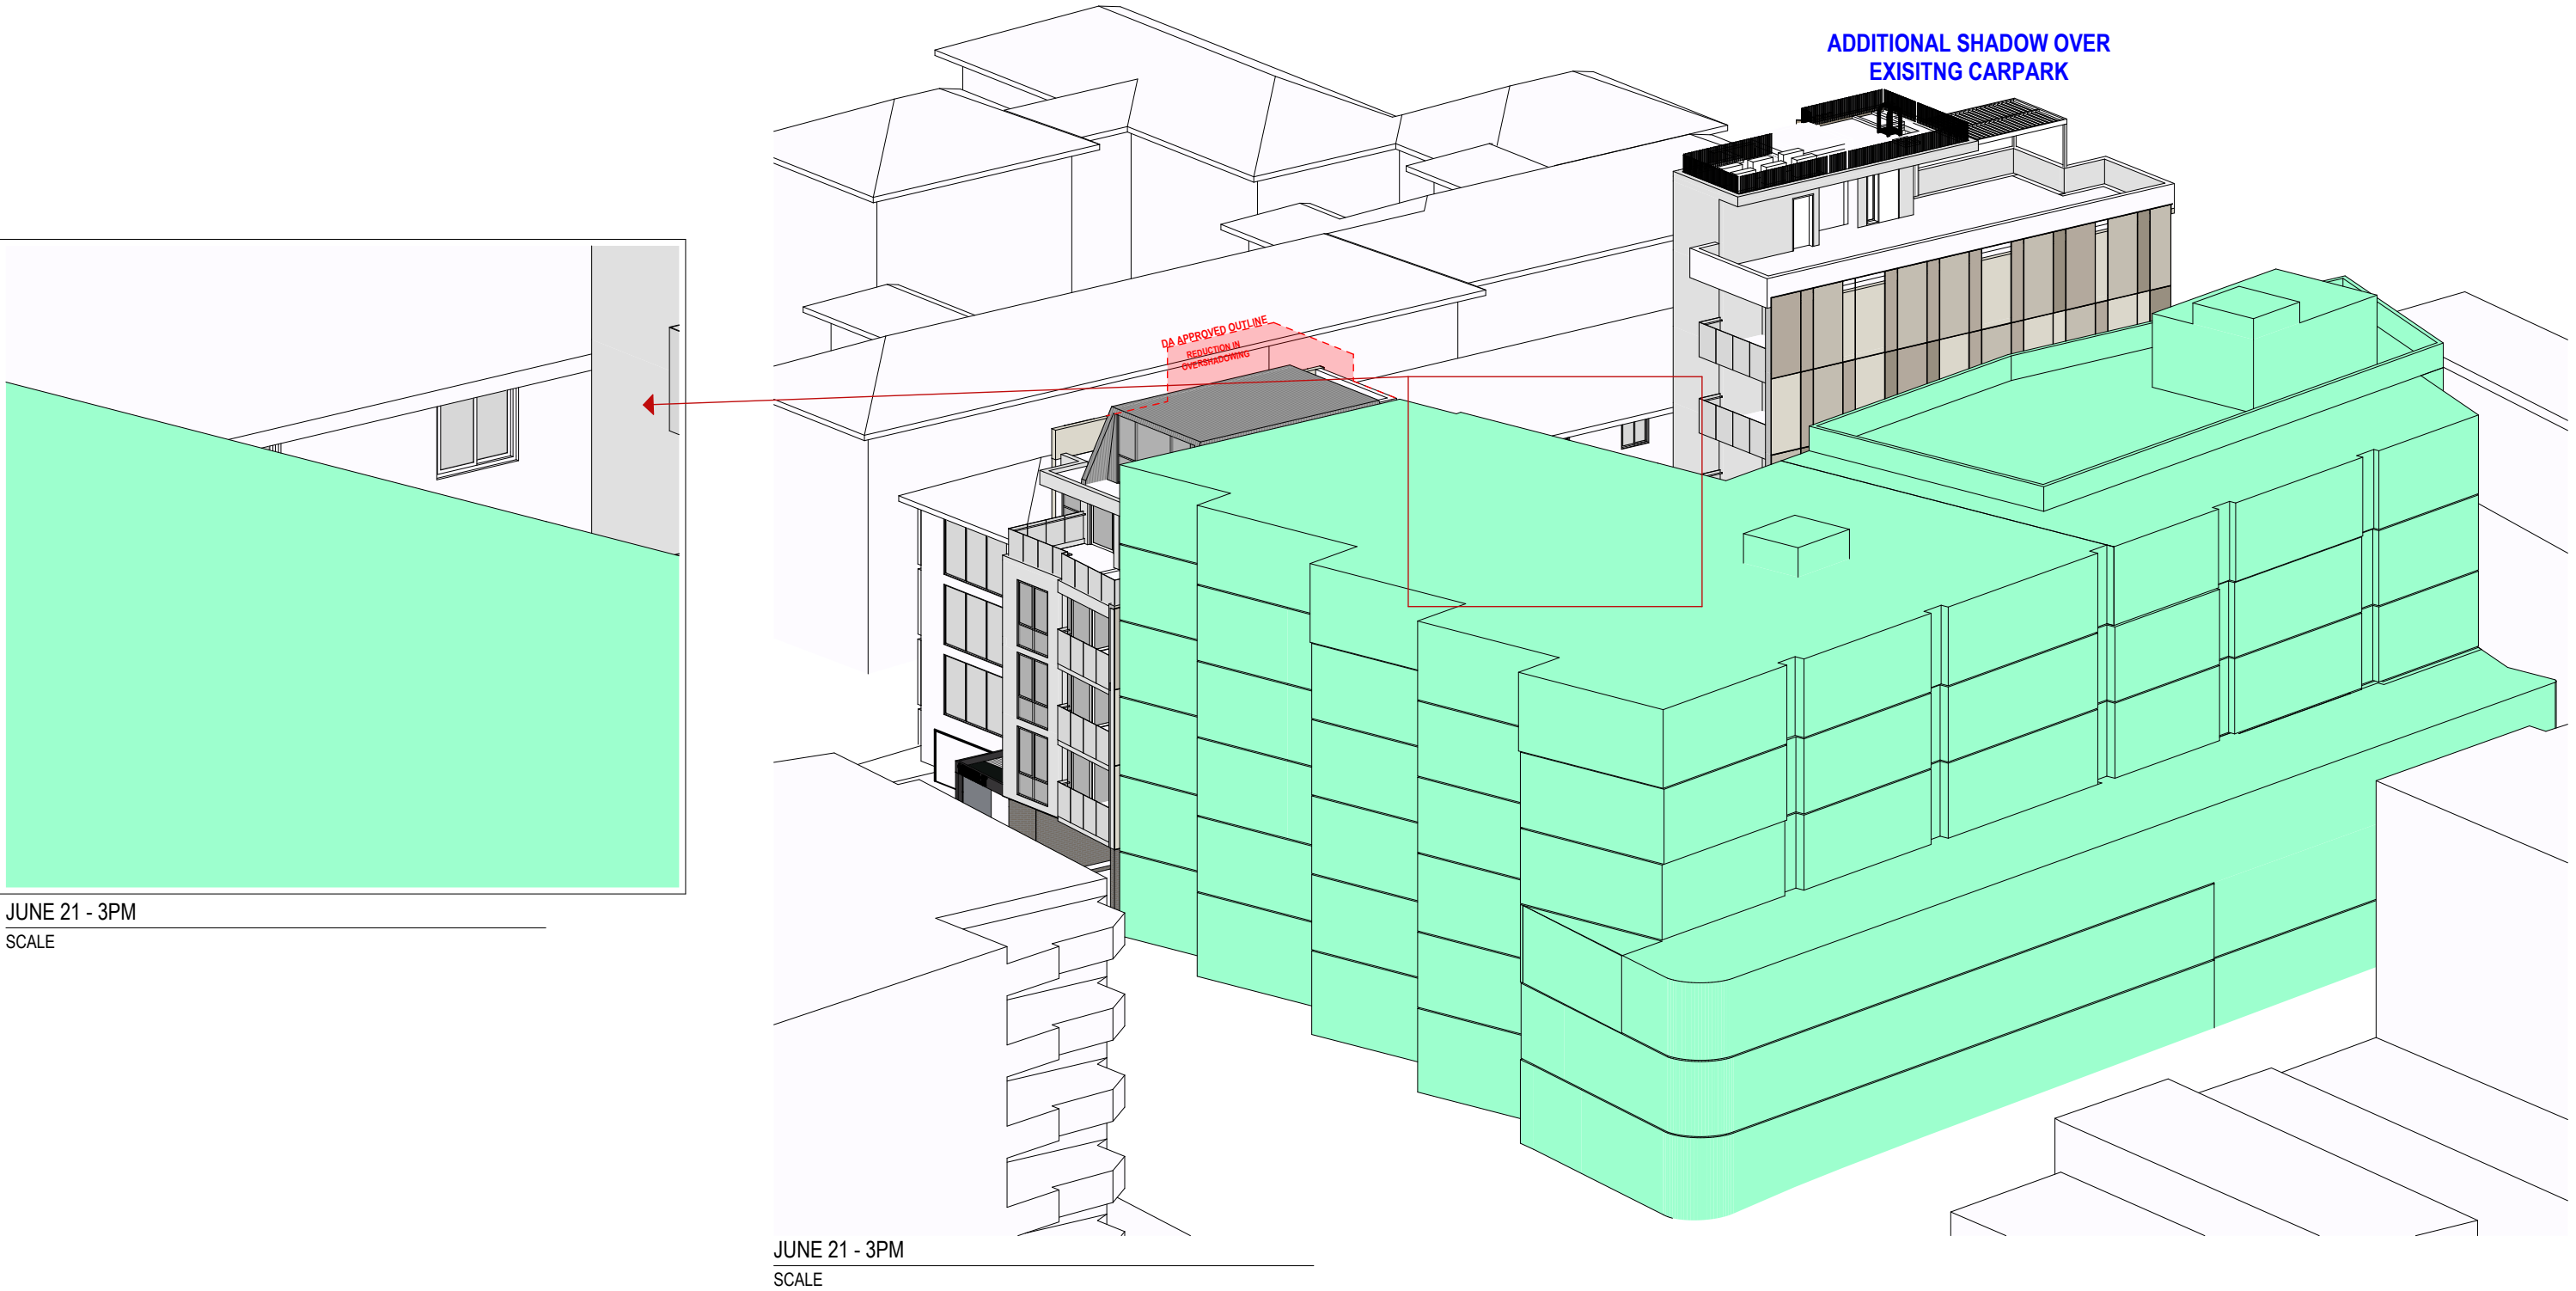 ADDITIONAL SHADOW OVER
EXISITNG CARPARK
DA APPROVED OUTLINE
REDUCTION IN
OVERSHADOWING
JUNE 21 - 3PM
SCALE
JUNE 21 - 3PM
SCALE